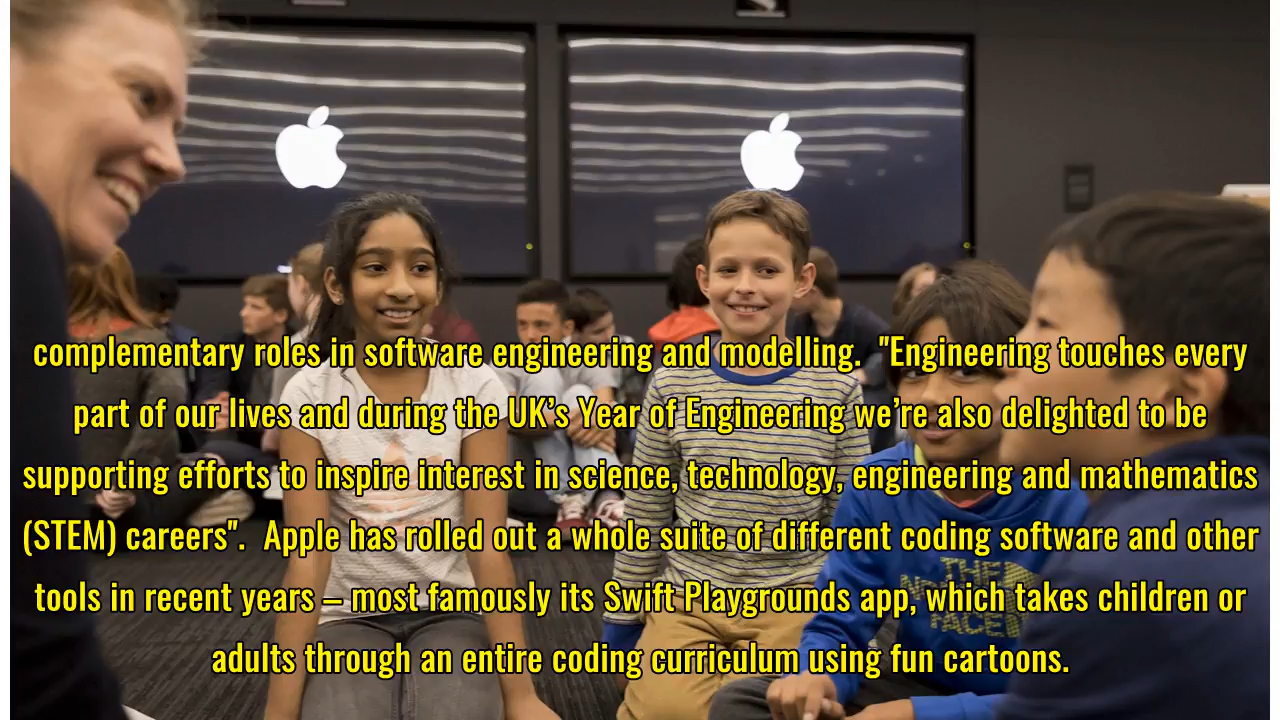 complementary roles in software engineering and modelling.  "Engineering touches every
part of our lives and during the UK’s Year of Engineering we’re also delighted to be
supporting efforts to inspire interest in science, technology, engineering and mathematics
(STEM) careers".  Apple has rolled out a whole suite of different coding software and other
tools in recent years – most famously its Swift Playgrounds app, which takes children or
adults through an entire coding curriculum using fun cartoons.
THE
FACE